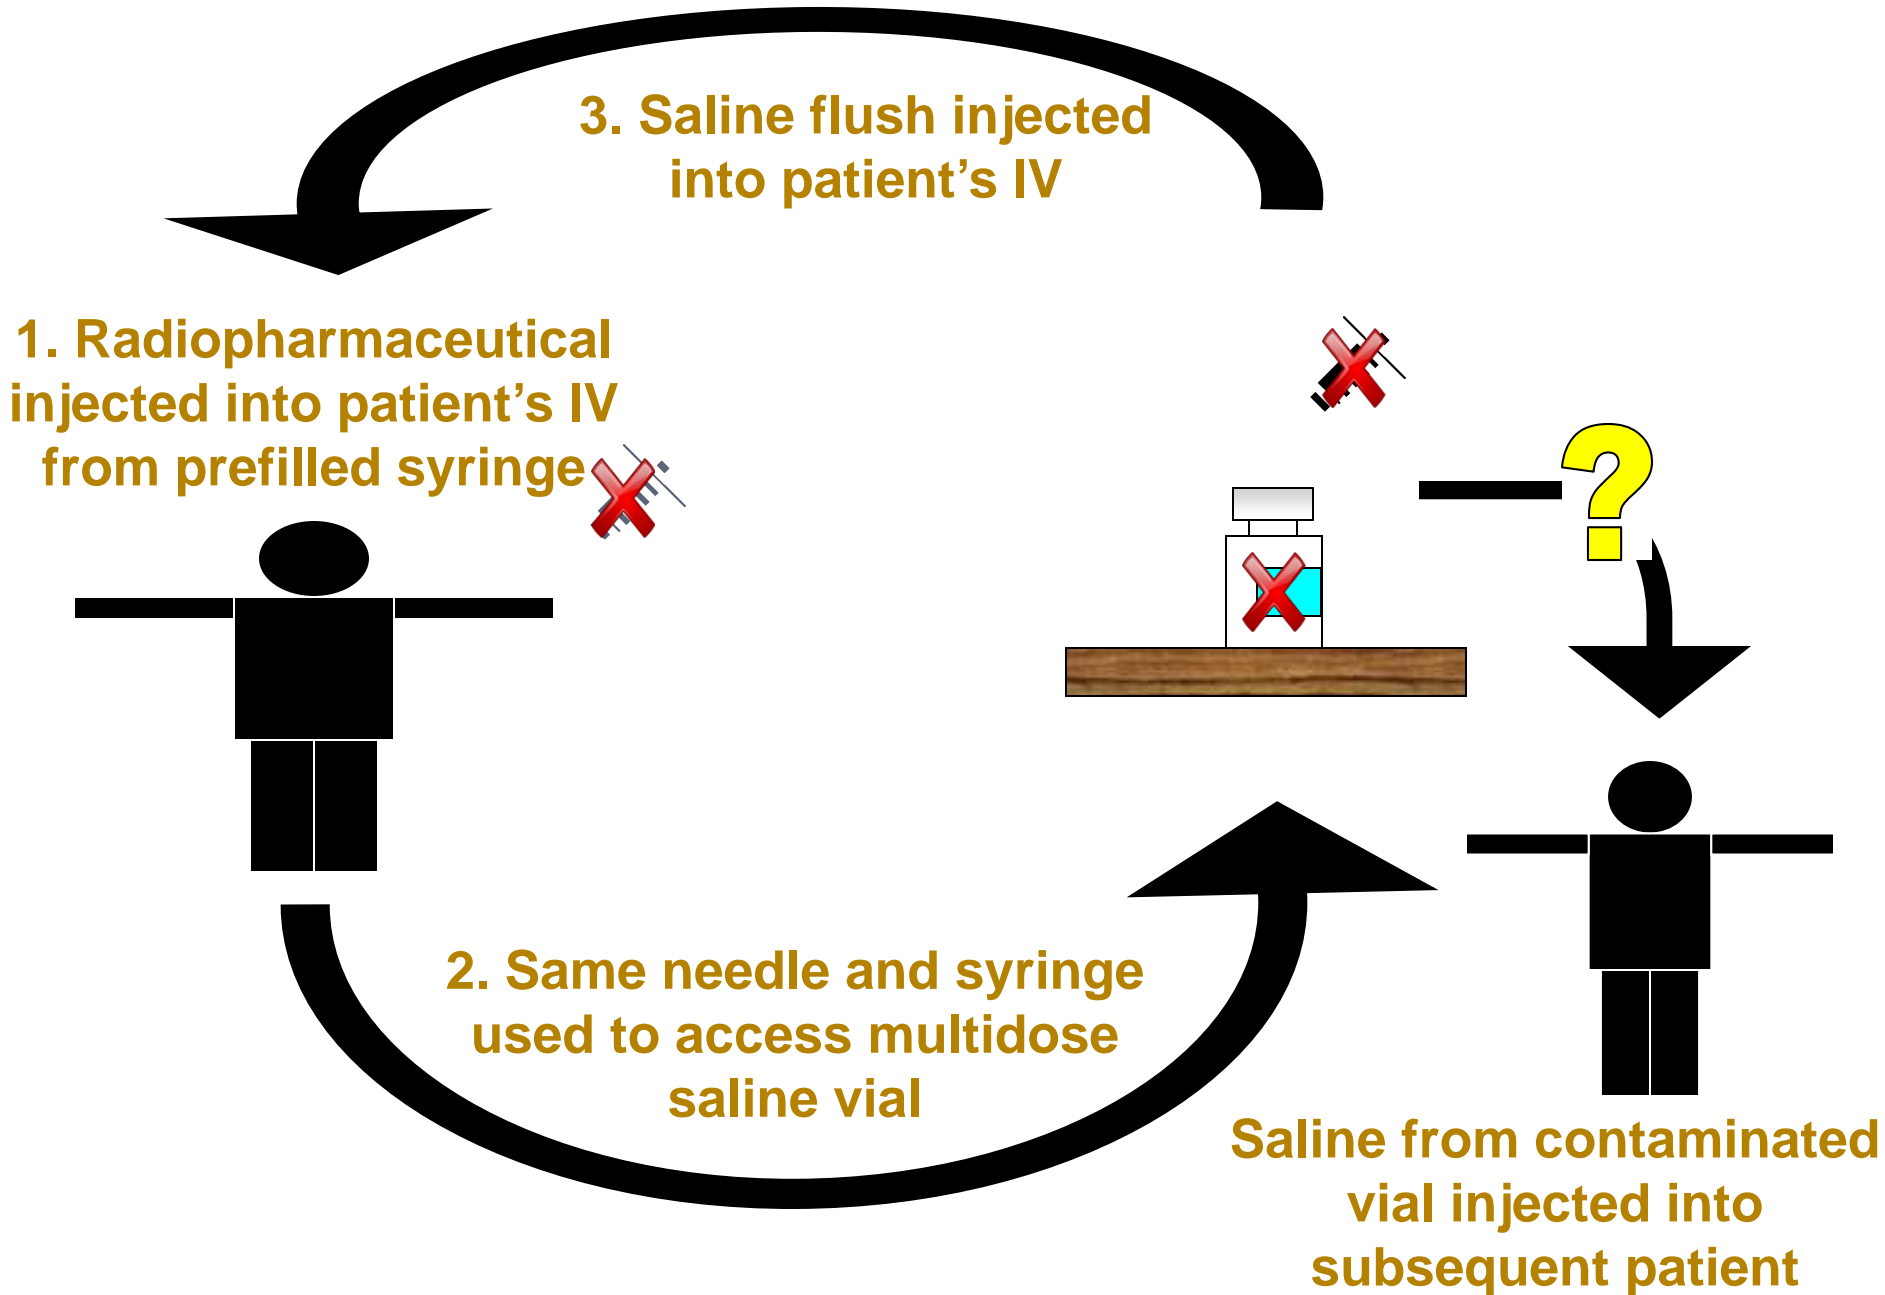 3. Saline flush injected
into patient’s IV
1. Radiopharmaceutical
injected into patient’s IV
from prefilled syringe
?
2. Same needle and syringe
used to access multidose
saline vial
Saline from contaminated
vial injected into
subsequent patient